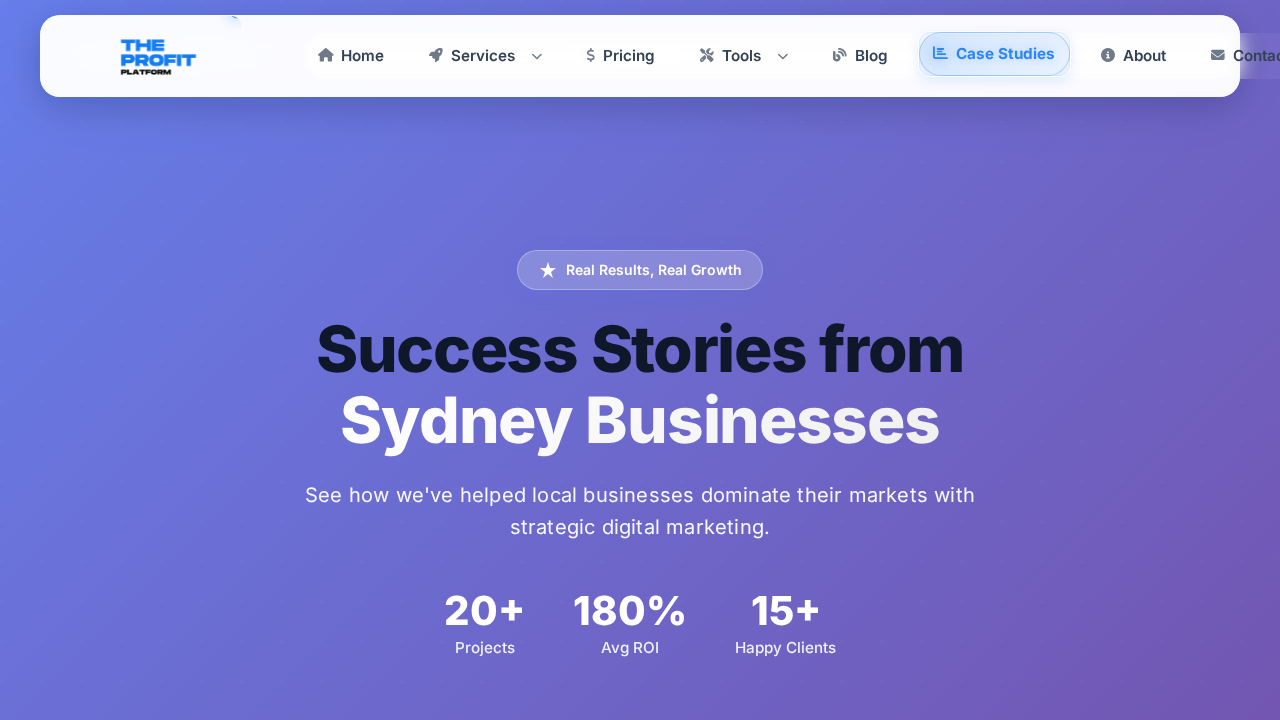 THE
PROFIT
PLATFORM
Home
Services
Pricing
Tools
Blog
Case Studies
About
Contac
Real Results, Real Growth
Success Stories from
Sydney Businesses
See how we've helped local businesses dominate their markets with
strategic digital marketing.
20+
Projects
180%
Avg ROI
15+
Happy Clients